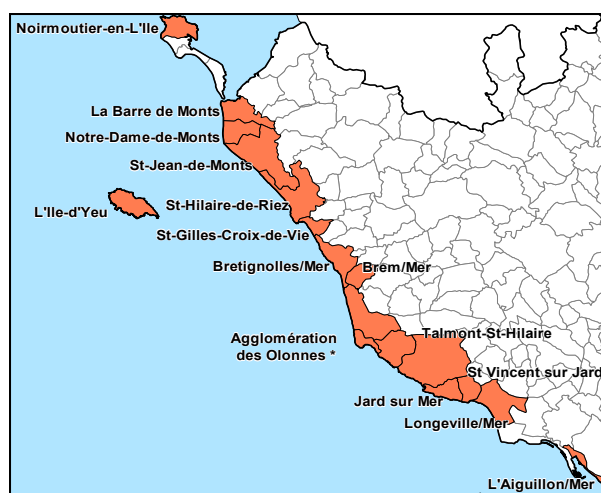 Noirmoutier-en-L'Ile
La Barre de Monts
Notre-Dame-de-Monts
St-Jean-de-Monts
St-Hilaire-de-Riez
L'Ile-d'Yeu
St-Gilles-Croix-de-Vie
Bretignolles/Mer
Brem/Mer
Agglomération
des Olonnes *
Talmont-St-Hilaire
St Vincent sur Jard
Jard sur Mer
Longeville/Mer
L'Aiguillon/Mer